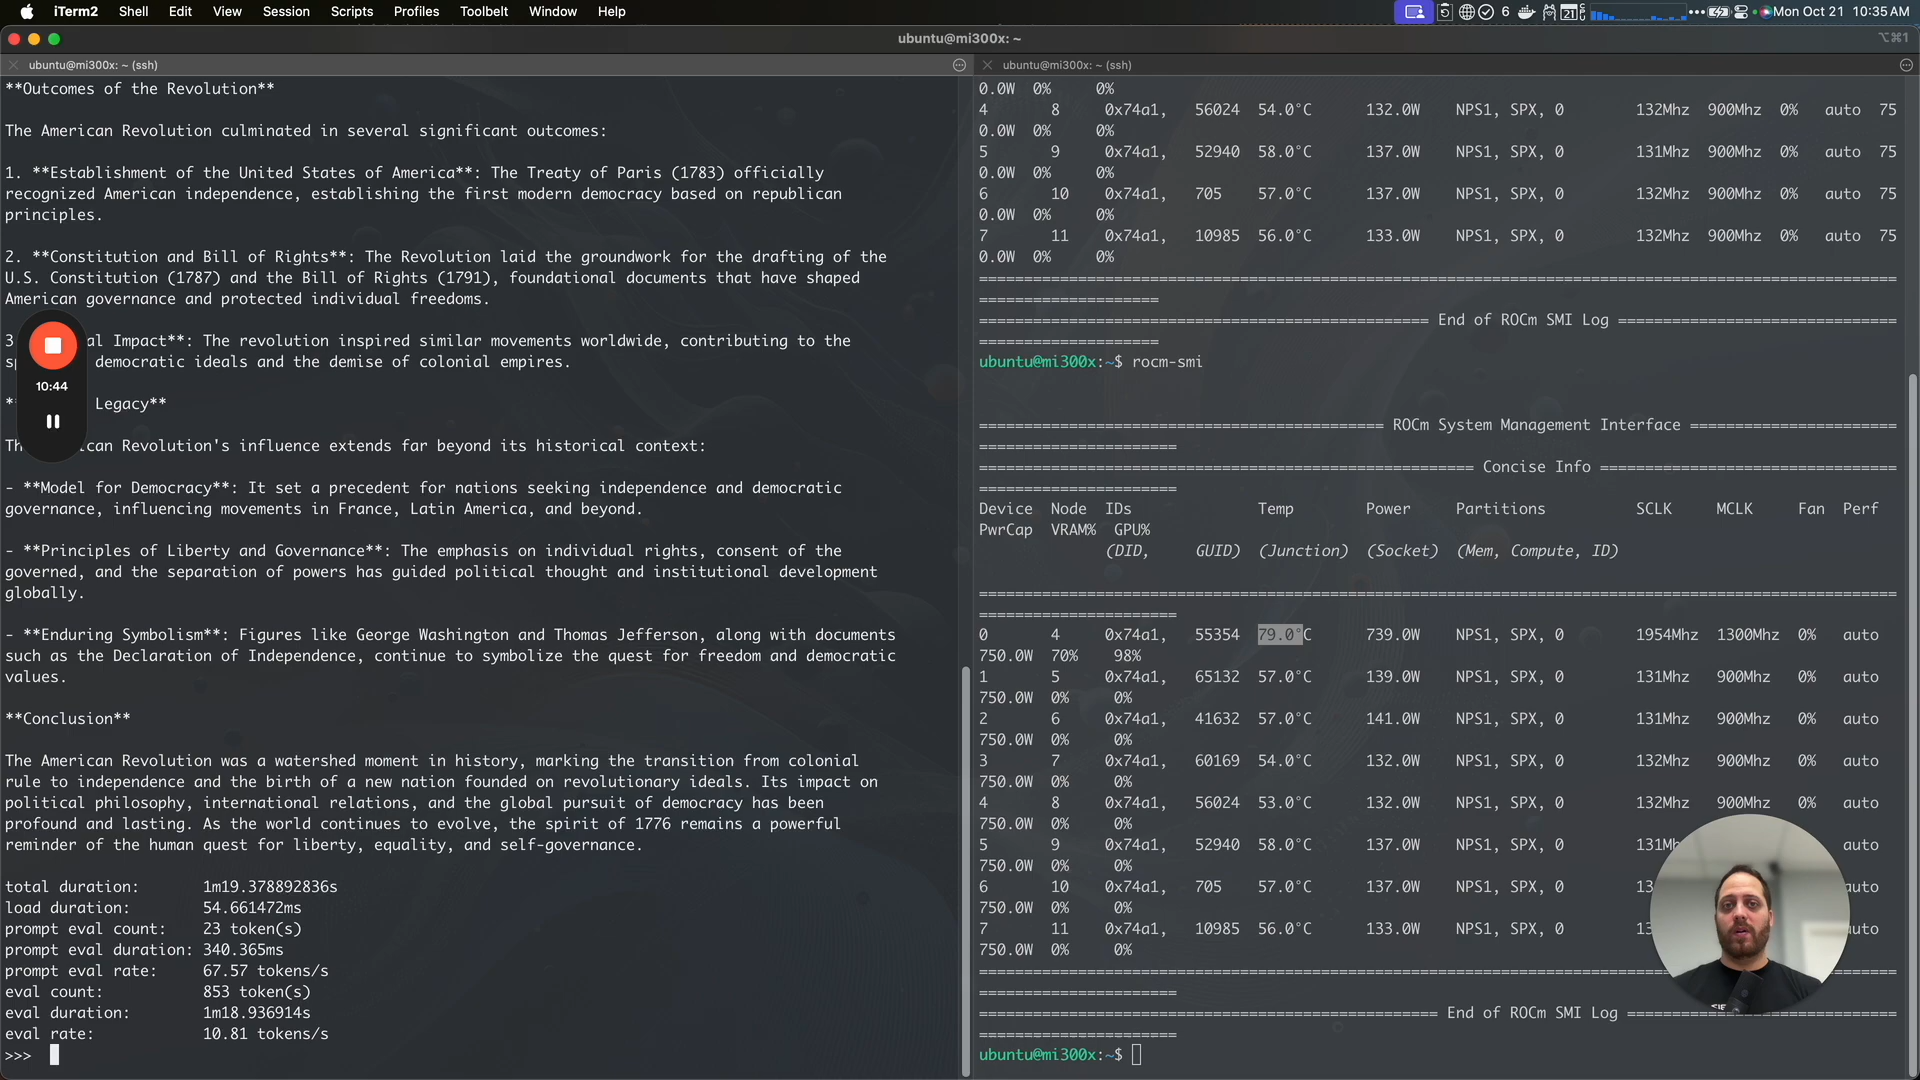 iTerm2 Shell Edit View Session Scripts Profiles Toolbelt Window Help 6 21 Mon Oct 21 10:35 AM
ubuntu@mi300x: ~ ⌥⌘1
ubuntu@mi300x: ~ (ssh)
**Outcomes of the Revolution**
The American Revolution culminated in several significant outcomes:
1. **Establishment of the United States of America**: The Treaty of Paris (1783) officially
recognized American independence, establishing the first modern democracy based on republican
principles.
2. **Constitution and Bill of Rights**: The Revolution laid the groundwork for the drafting of the
U.S. Constitution (1787) and the Bill of Rights (1791), foundational documents that have shaped
American governance and protected individual freedoms.
3 al Impact**: The revolution inspired similar movements worldwide, contributing to the
sp democratic ideals and the demise of colonial empires.
10:44
** Legacy**
Th ican Revolution's influence extends far beyond its historical context:
- **Model for Democracy**: It set a precedent for nations seeking independence and democratic
governance, influencing movements in France, Latin America, and beyond.
- **Principles of Liberty and Governance**: The emphasis on individual rights, consent of the
governed, and the separation of powers has guided political thought and institutional development
globally.
- **Enduring Symbolism**: Figures like George Washington and Thomas Jefferson, along with documents
such as the Declaration of Independence, continue to symbolize the quest for freedom and democratic
values.
**Conclusion**
The American Revolution was a watershed moment in history, marking the transition from colonial
rule to independence and the birth of a new nation founded on revolutionary ideals. Its impact on
political philosophy, international relations, and the global pursuit of democracy has been
profound and lasting. As the world continues to evolve, the spirit of 1776 remains a powerful
reminder of the human quest for liberty, equality, and self-governance.
total duration: 1m19.378892836s
load duration: 54.661472ms
prompt eval count: 23 token(s)
prompt eval duration: 340.365ms
prompt eval rate: 67.57 tokens/s
eval count: 853 token(s)
eval duration: 1m18.936914s
eval rate: 10.81 tokens/s
>>>
ubuntu@mi300x: ~ (ssh)
0.0W 0% 0%
4 8 0x74a1, 56024 54.0°C 132.0W NPS1, SPX, 0 132Mhz 900Mhz 0% auto 75
0.0W 0% 0%
5 9 0x74a1, 52940 58.0°C 137.0W NPS1, SPX, 0 131Mhz 900Mhz 0% auto 75
0.0W 0% 0%
6 10 0x74a1, 705 57.0°C 137.0W NPS1, SPX, 0 132Mhz 900Mhz 0% auto 75
0.0W 0% 0%
7 11 0x74a1, 10985 56.0°C 133.0W NPS1, SPX, 0 132Mhz 900Mhz 0% auto 75
0.0W 0% 0%
End of ROCm SMI Log
ubuntu@mi300x:~$ rocm-smi
ROCm System Management Interface
Concise Info
Device Node IDs Temp Power Partitions SCLK MCLK Fan Perf
PwrCap VRAM% GPU%
(DID, GUID) (Junction) (Socket) (Mem, Compute, ID)
0 4 0x74a1, 55354 79.0°C 739.0W NPS1, SPX, 0 1954Mhz 1300Mhz 0% auto
750.0W 70% 98%
1 5 0x74a1, 65132 57.0°C 139.0W NPS1, SPX, 0 131Mhz 900Mhz 0% auto
750.0W 0% 0%
2 6 0x74a1, 41632 57.0°C 141.0W NPS1, SPX, 0 131Mhz 900Mhz 0% auto
750.0W 0% 0%
3 7 0x74a1, 60169 54.0°C 132.0W NPS1, SPX, 0 132Mhz 900Mhz 0% auto
750.0W 0% 0%
4 8 0x74a1, 56024 53.0°C 132.0W NPS1, SPX, 0 132Mhz 900Mhz 0% auto
750.0W 0% 0%
5 9 0x74a1, 52940 58.0°C 137.0W NPS1, SPX, 0 131Mh auto
750.0W 0% 0%
6 10 0x74a1, 705 57.0°C 137.0W NPS1, SPX, 0 13 auto
750.0W 0% 0%
7 11 0x74a1, 10985 56.0°C 133.0W NPS1, SPX, 0 13 auto
750.0W 0% 0%
End of ROCm SMI Log
ubuntu@mi300x:~$